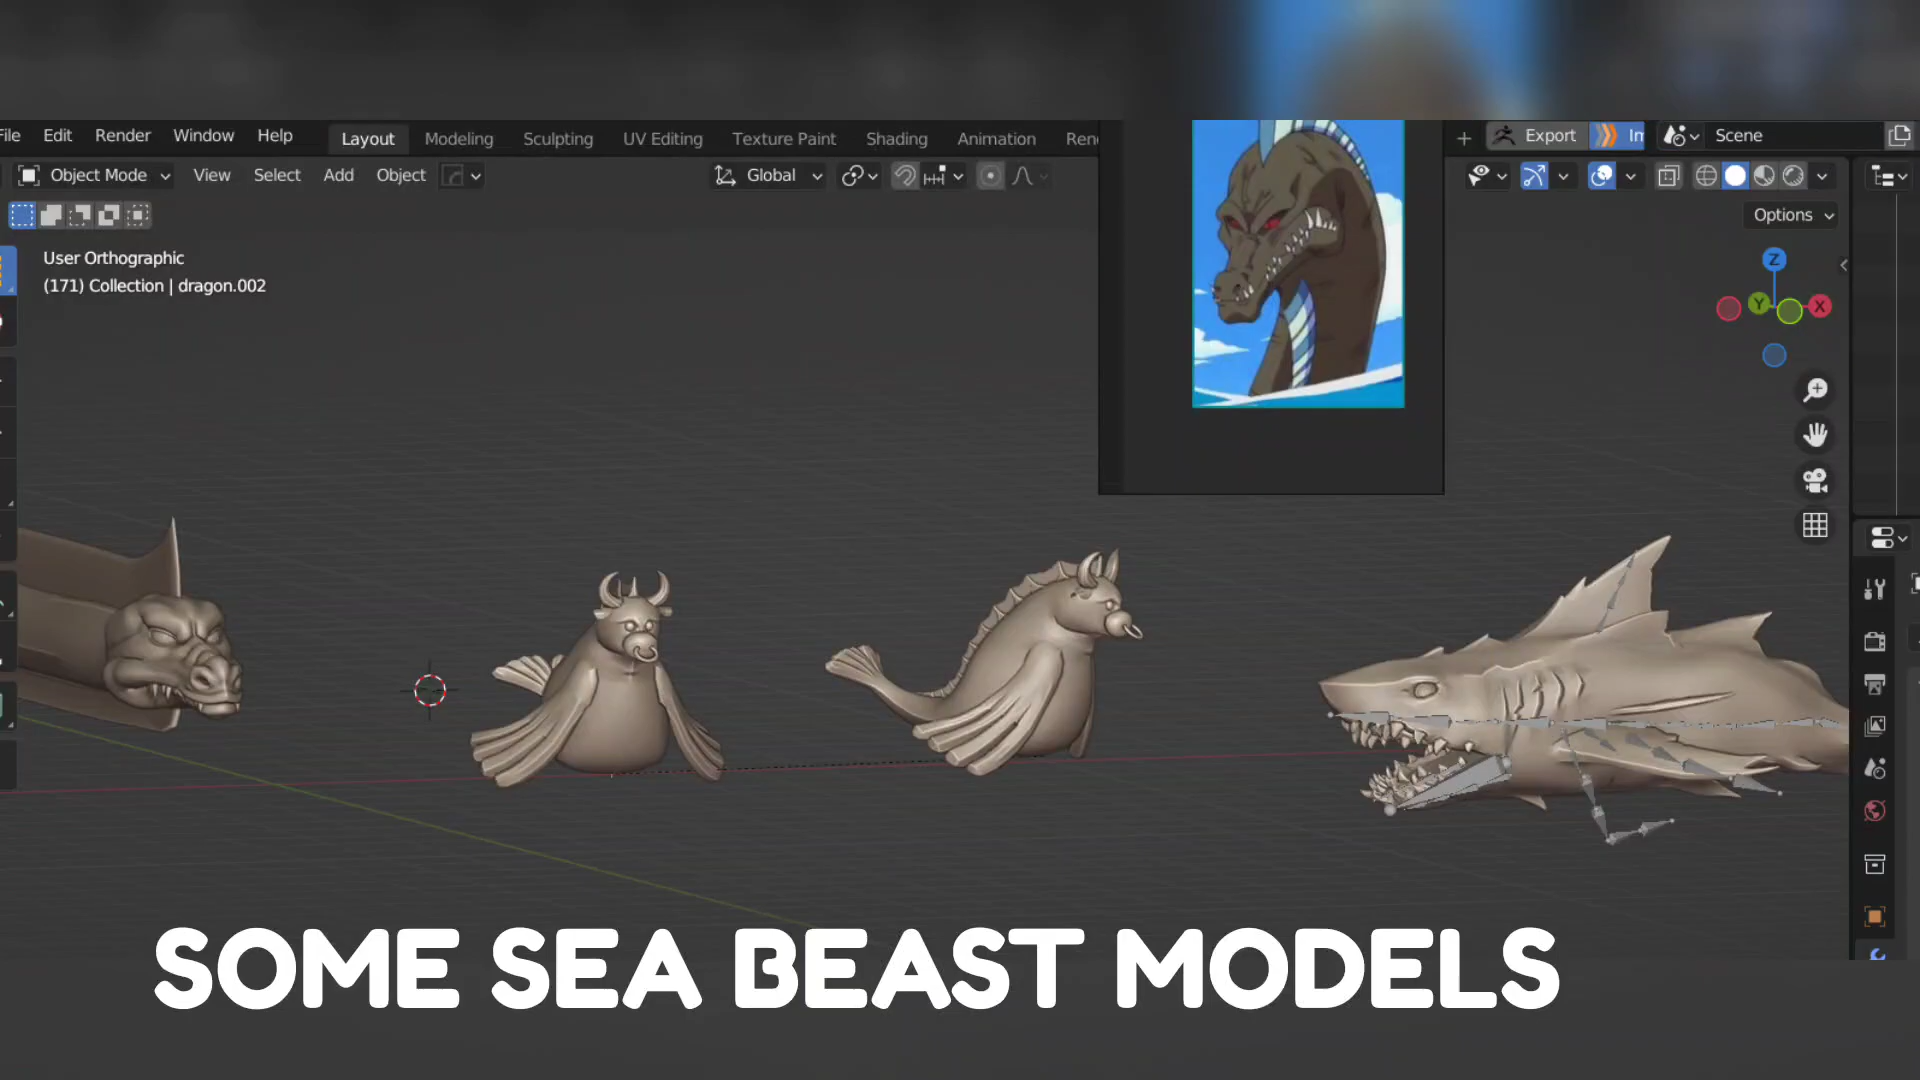 File Edit Render Window Help Layout Modeling Sculpting UV Editing Texture Paint Shading Animation Export Scene
Object Mode View Select Add Object Global
Options
User Orthographic
(171) Collection | dragon.002
Z
Y X
SOME SEA BEAST MODELS